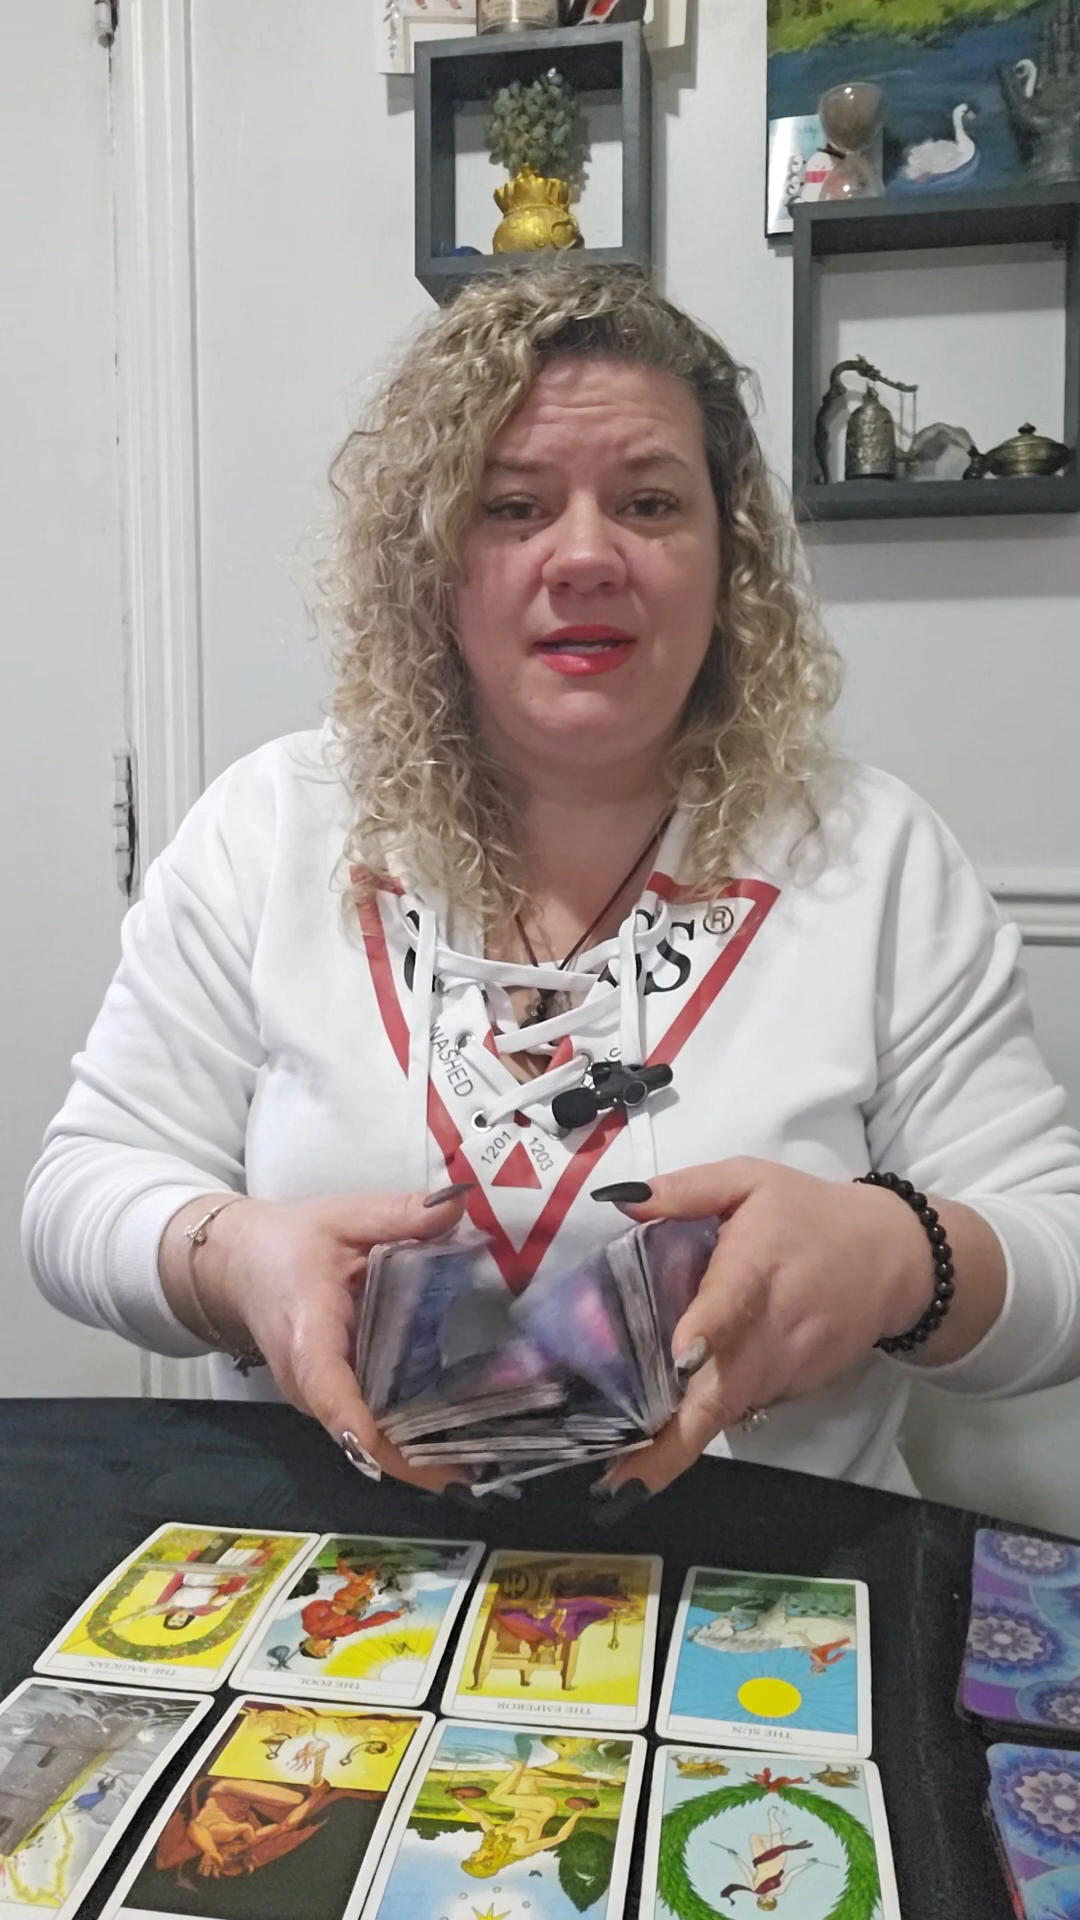 G SS®
WASHED
1201 1203
THE MAGICIAN
THE FOOL
THE EMPEROR
THE SUN